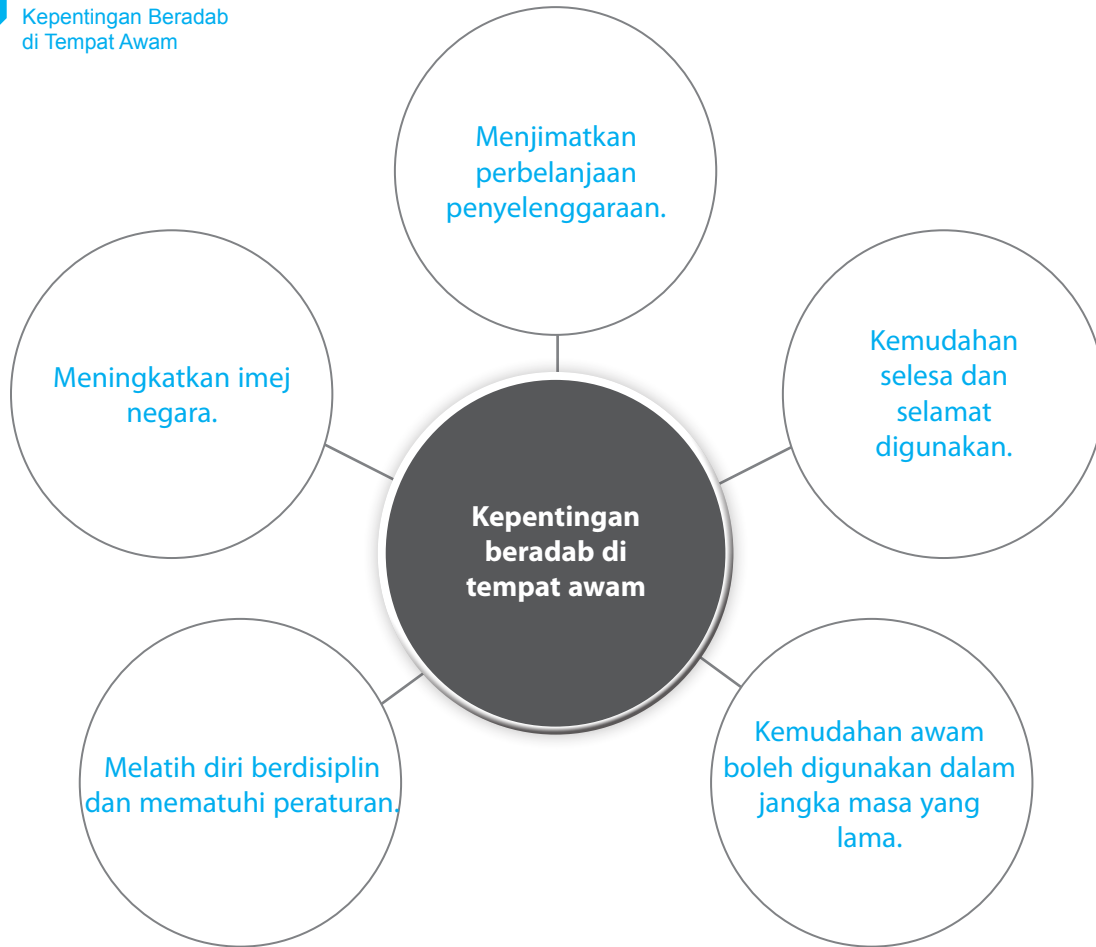 Kepentingan Beradab
di Tempat Awam
Menjimatkan
perbelanjaan
penyelenggaraan.
Meningkatkan imej
negara.
Kemudahan
selesa dan
selamat
digunakan.
Kepentingan
beradab di
tempat awam
Melatih diri berdisiplin
dan mematuhi peraturan.
Kemudahan awam
boleh digunakan dalam
jangka masa yang
lama.